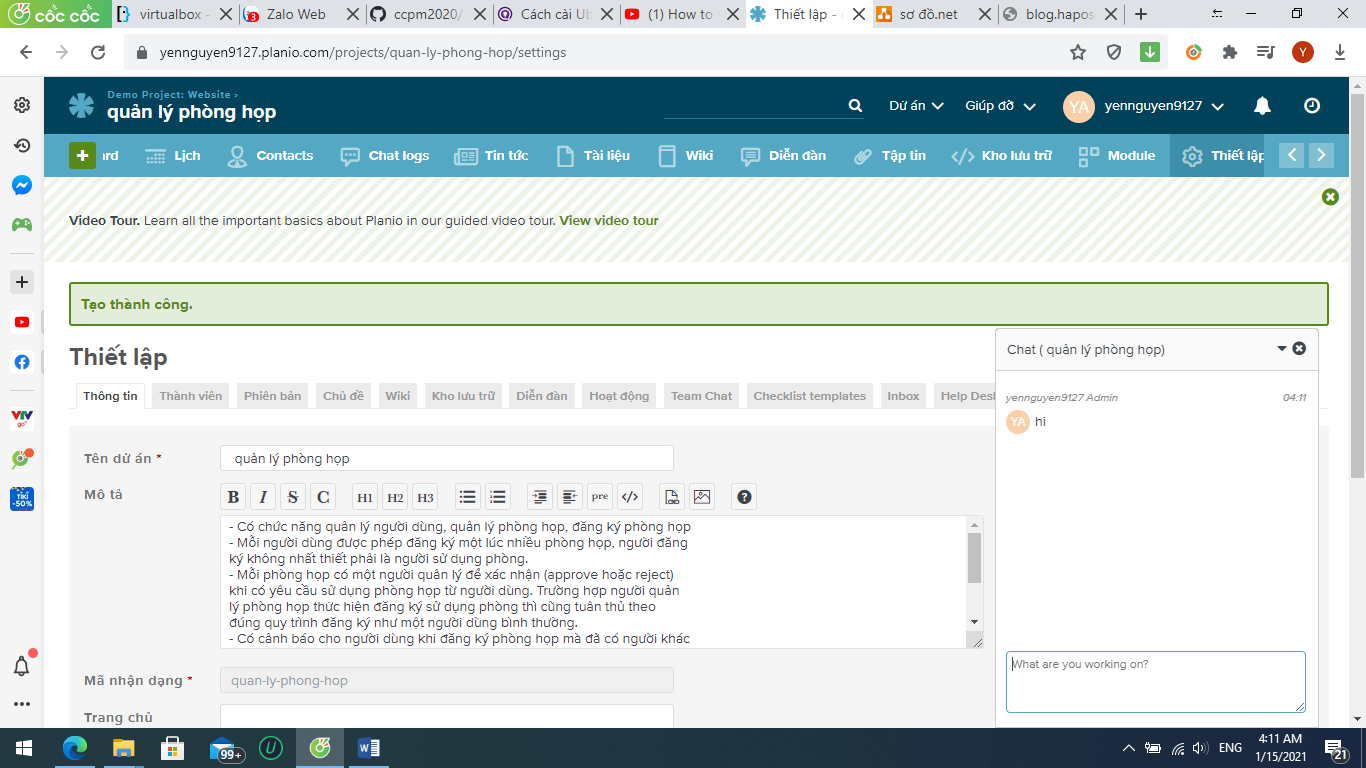 cốc cốc
virtualbox -
Zalo Web
ccpm2020/
Cách cài Ub
(1) How to
Thiết lập -
sơ đồ.net
blog.hapos
yennguyen9127.planio.com/projects/quan-ly-phong-hop/settings
Y
Demo Project: Website ›
quản lý phòng họp
Dự án
Giúp đỡ
YA
yennguyen9127
ard
Lịch
Contacts
Chat logs
Tin tức
Tài liệu
Wiki
Diễn đàn
Tập tin
Kho lưu trữ
Module
Thiết lập
Video Tour. Learn all the important basics about Planio in our guided video tour. View video tour
Tạo thành công.
Thiết lập
Thông tin
Thành viên
Phiên bản
Chủ đề
Wiki
Kho lưu trữ
Diễn đàn
Hoạt động
Team Chat
Checklist templates
Inbox
Help Desk
Tên dử án *
quản lý phòng họp
Mô tả
B I S C H1 H2 H3 pre
- Có chức năng quản lý người dùng, quản lý phòng họp, đăng ký phòng họp
- Mỗi người dùng được phép đăng ký một lúc nhiều phòng họp, người đăng
ký không nhất thiết phải là người sử dụng phòng.
- Mỗi phòng họp có một người quản lý để xác nhận (approve hoặc reject)
khi có yêu cầu sử dụng phòng họp từ người dùng. Trường hợp người quản
lý phòng họp thực hiện đăng ký sử dụng phòng thì cũng tuân thủ theo
đúng quy trình đăng ký như một người dùng bình thường.
- Có cảnh báo cho người dùng khi đăng ký phòng họp mà đã có người khác
Mã nhận dạng *
quan-ly-phong-hop
Trang chủ
Chat ( quản lý phòng họp)
yennguyen9127 Admin
04:11
YA
hi
What are you working on?
VTV
go
TIKI
-50%
99+
ENG
4:11 AM
1/15/2021
21